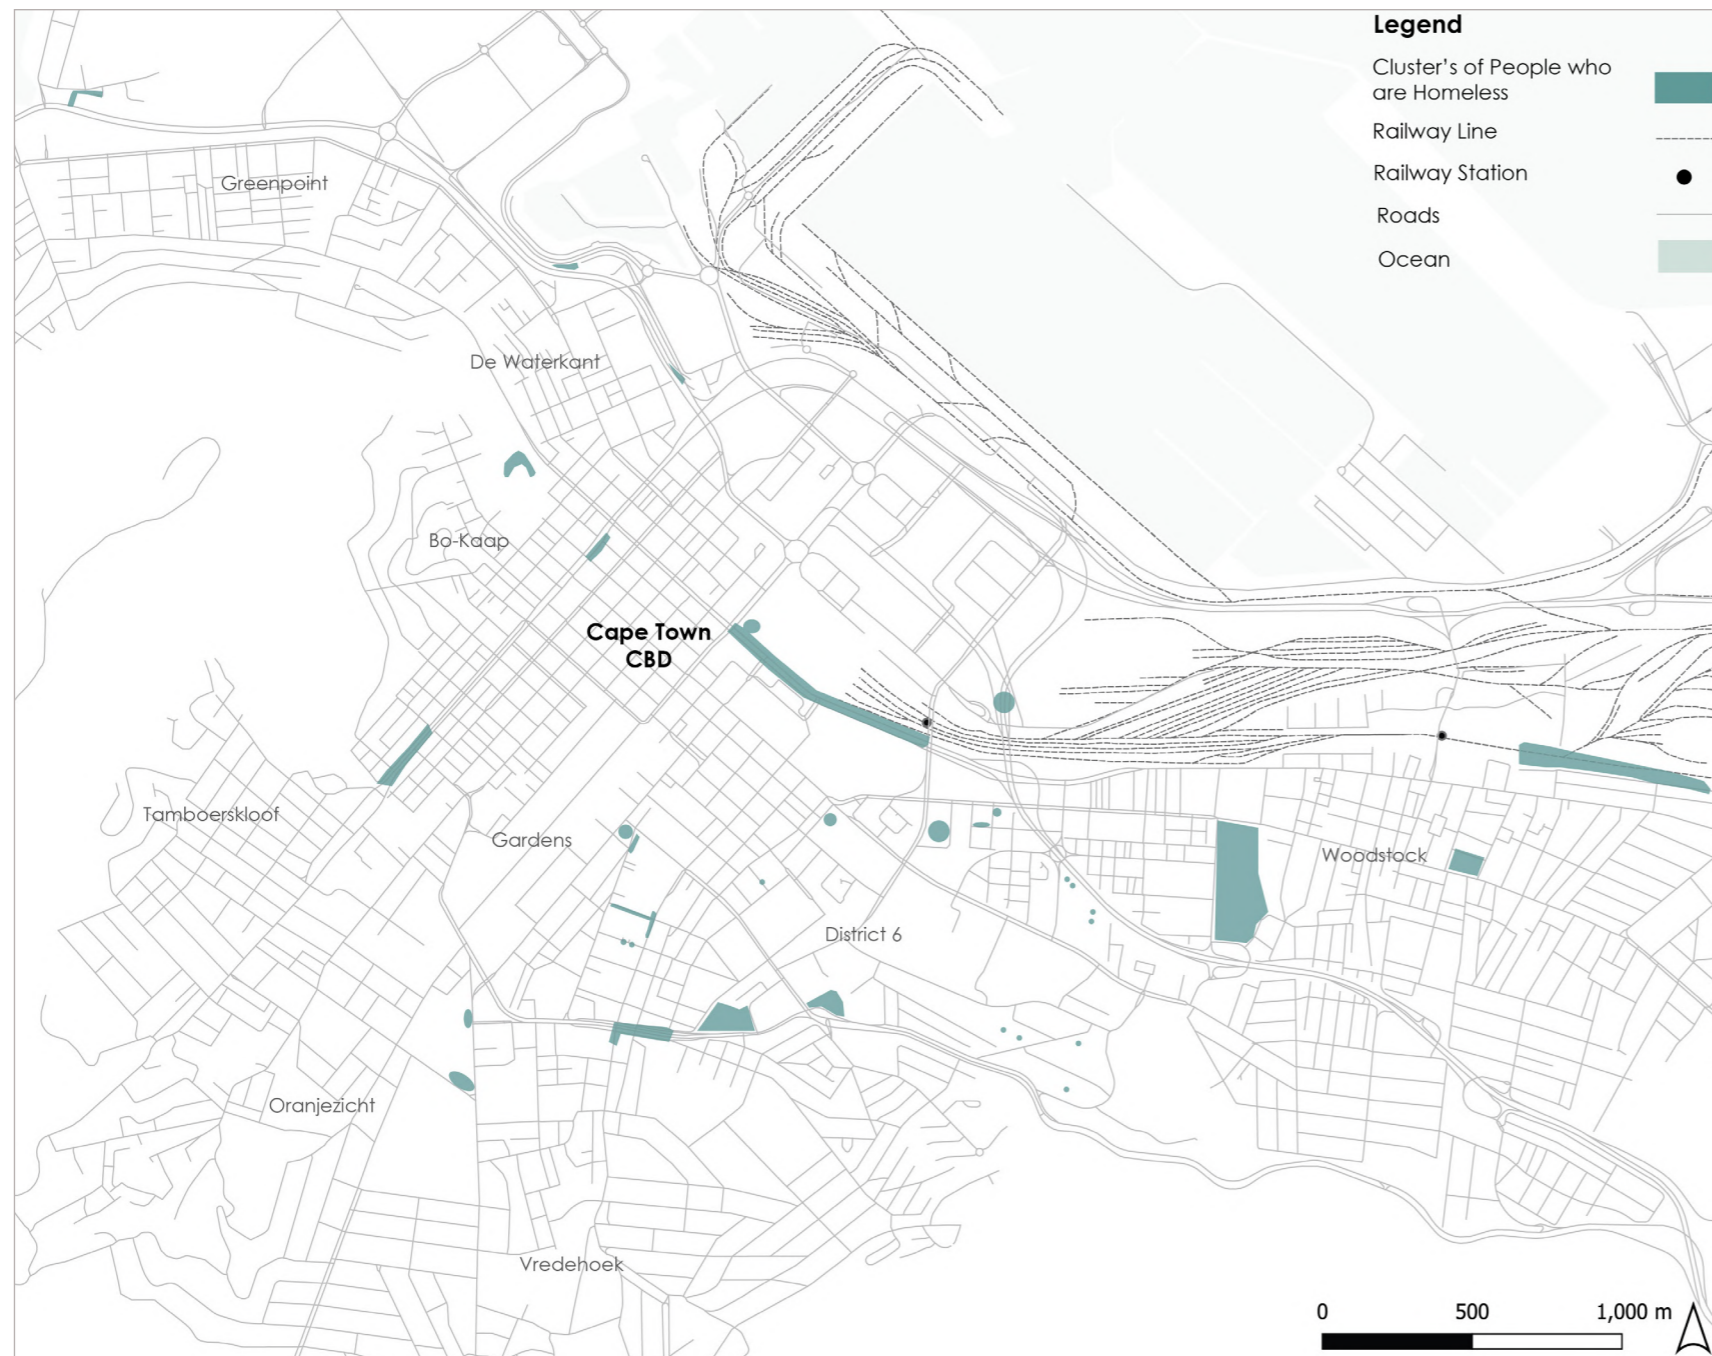 Legend
Cluster's of People who
are Homeless
Railway Line
Railway Station
Roads
Ocean
Greenpoint
De Waterkant
Bo-Kaap
Cape Town
CBD
Tamboerskloof
Gardens
Woodstock
District 6
Oranjezicht
Vredehoek
0 500 1,000 m